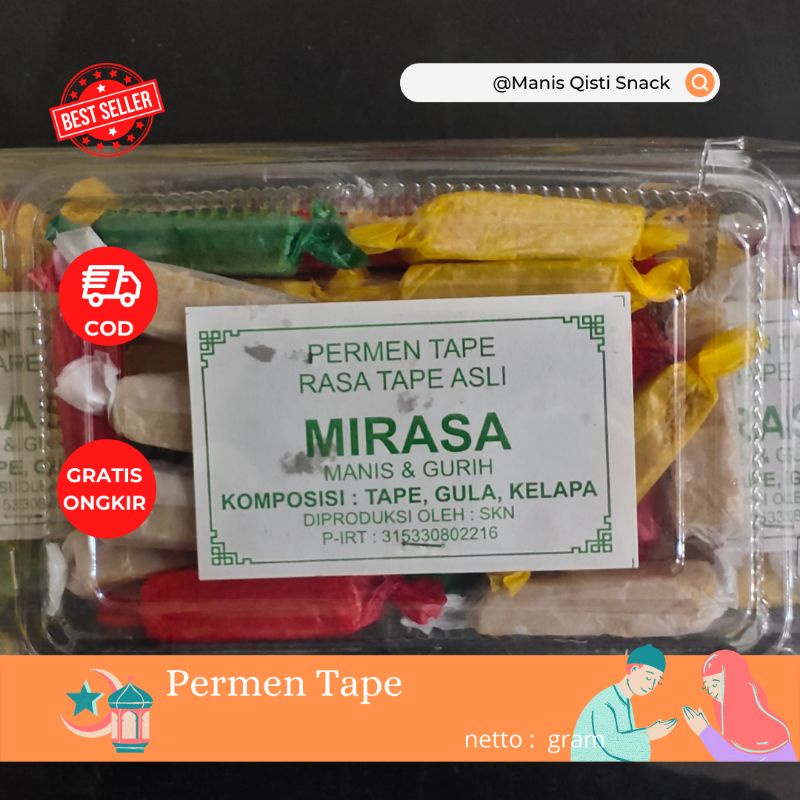 @Manis Qisti Snack
BEST SELLER
COD
GRATIS
ONGKIR
PERMEN TAPE
RASA TAPE ASLI
MIRASA
MANIS & GURIH
KOMPOSISI : TAPE, GULA, KELAPA
DIPRODUKSI OLEH : SKN
P-IRT : 315330802216
Permen Tape
netto : gram